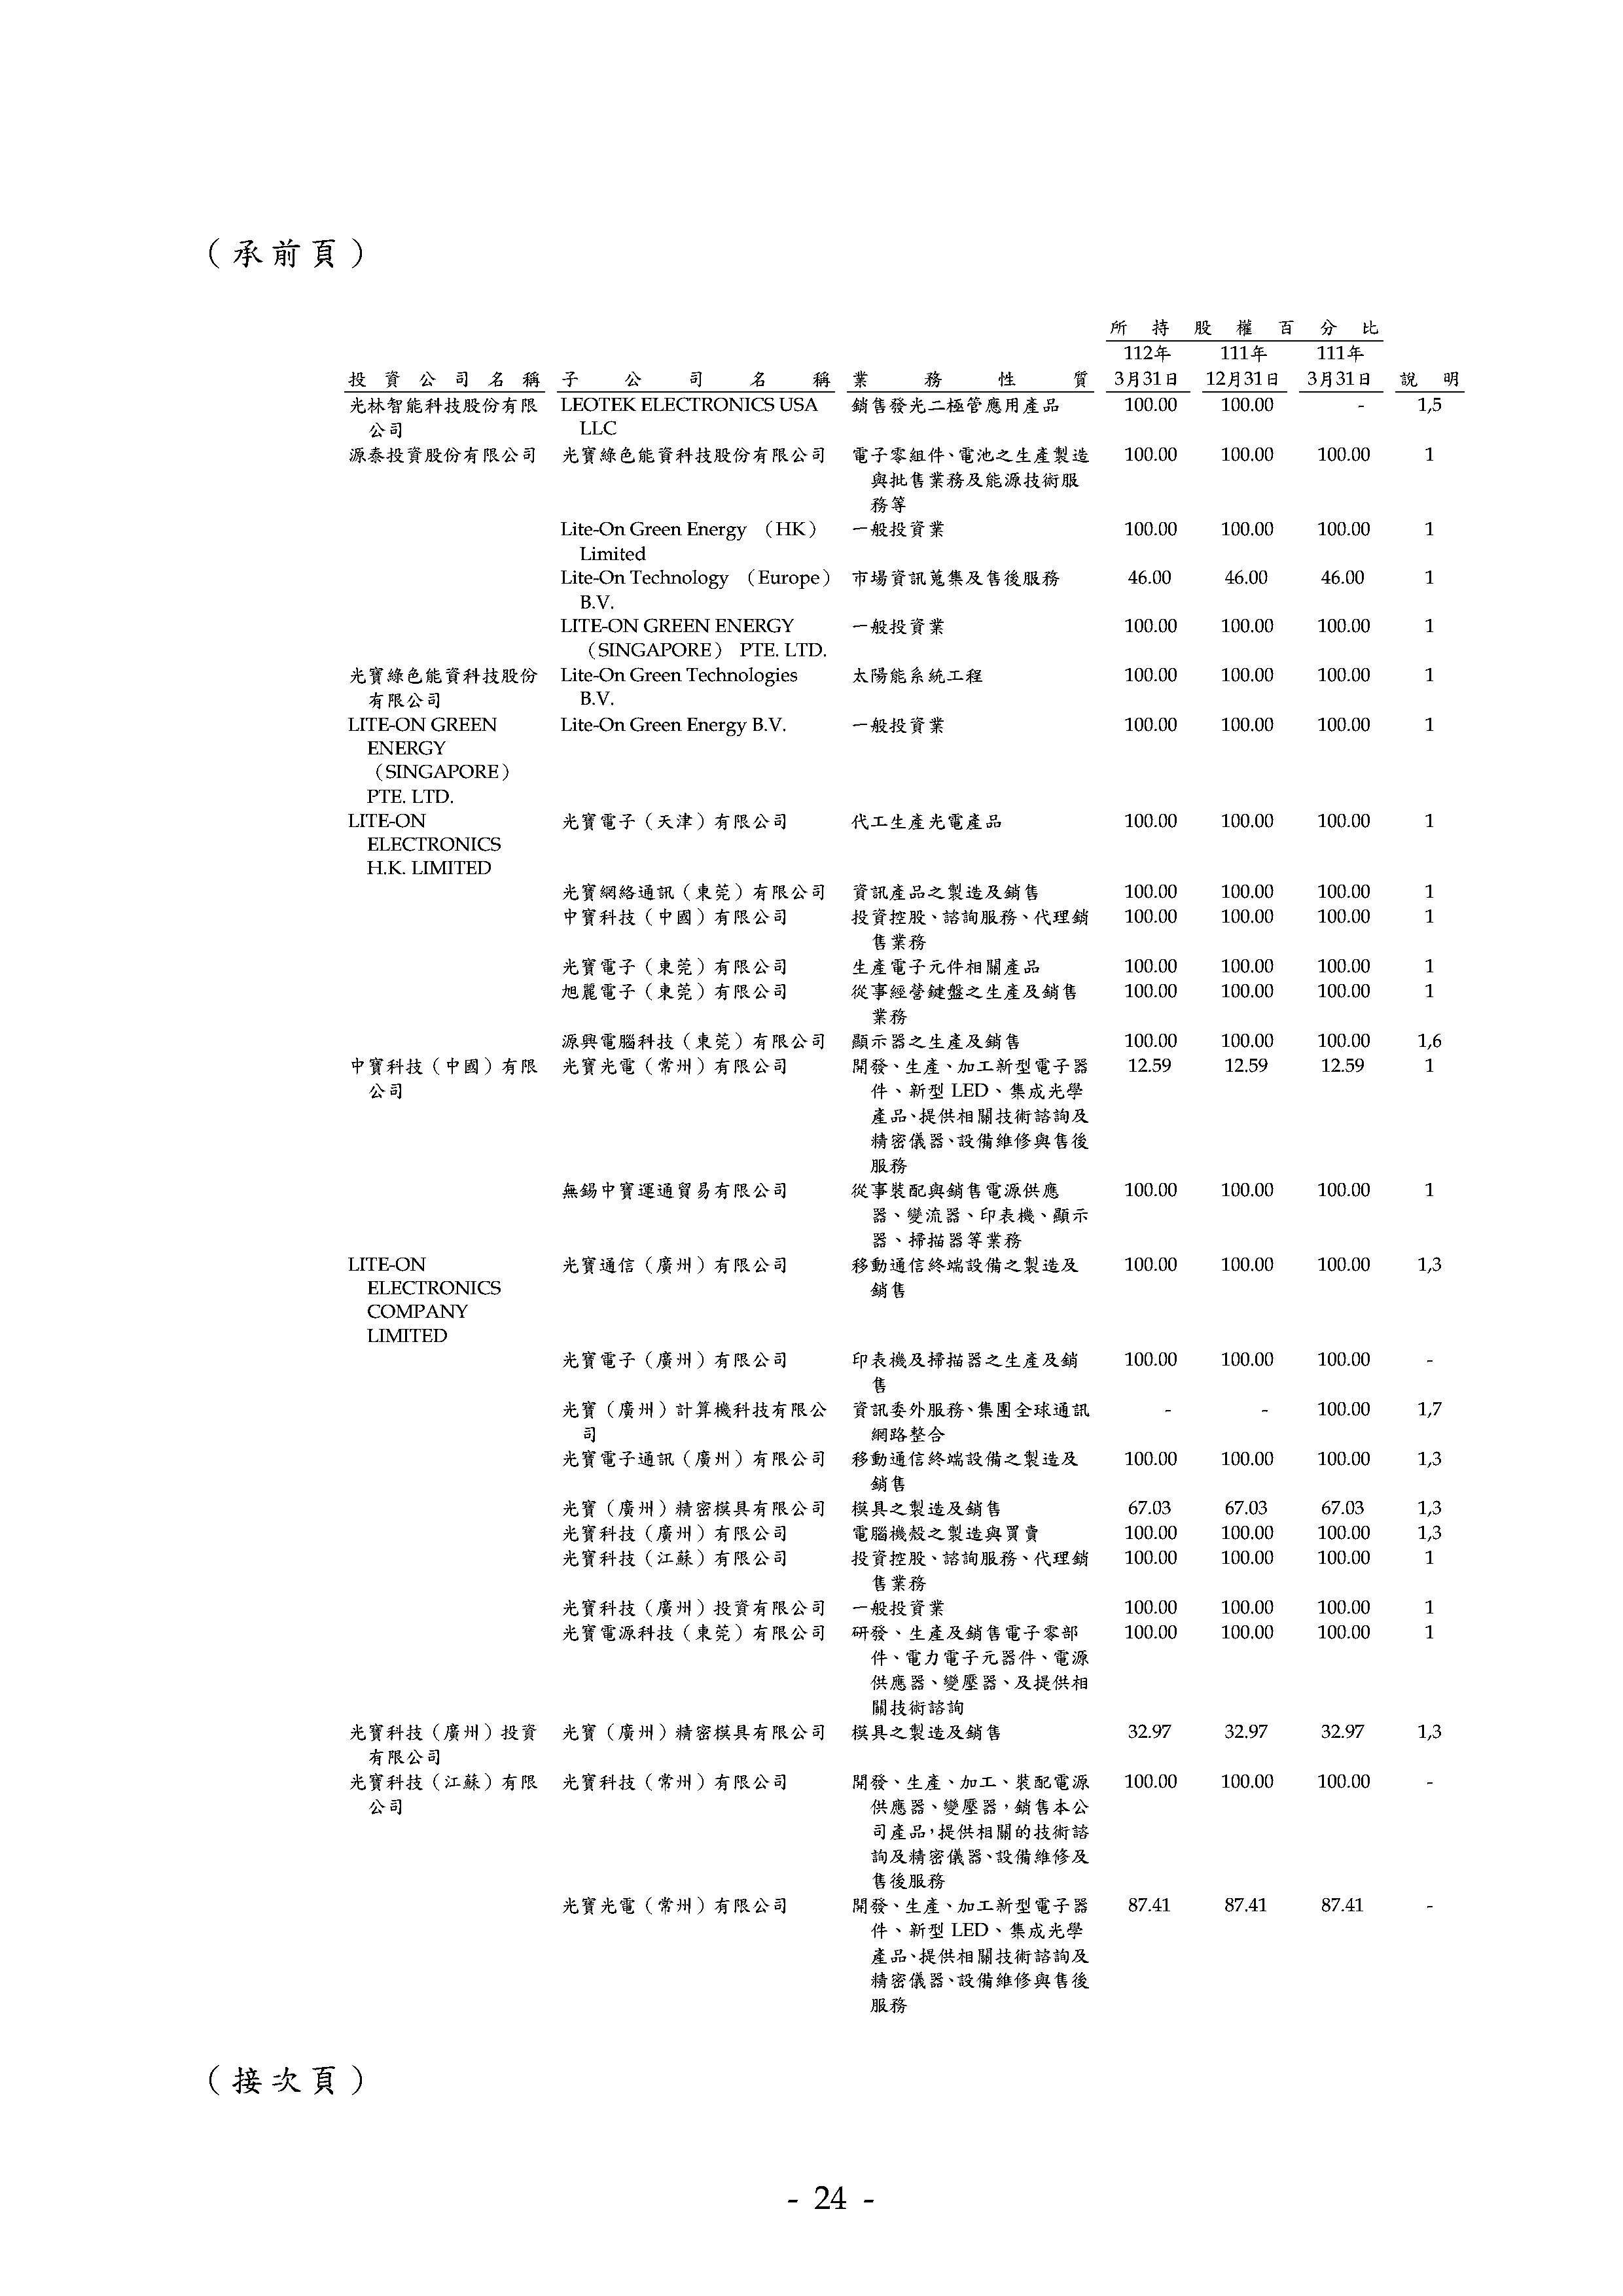 （承前頁）
所持股權百分比
112年 111年 111年
投資公司名稱 子公司名稱 業務性質 3月31日 12月31日 3月31日 說明
光林智能科技股份有限 LEOTEK ELECTRONICS USA 銷售發光二極管應用產品 100.00 100.00 - 1,5
公司 LLC
源泰投資股份有限公司 光寶綠色能資科技股份有限公司 電子零組件、電池之生產製造 100.00 100.00 100.00 1
與批售業務及能源技術服
務等
Lite-On Green Energy （HK） 一般投資業 100.00 100.00 100.00 1
Limited
Lite-On Technology （Europe） 市場資訊蒐集及售後服務 46.00 46.00 46.00 1
B.V.
LITE-ON GREEN ENERGY 一般投資業 100.00 100.00 100.00 1
（SINGAPORE） PTE. LTD.
光寶綠色能資科技股份 Lite-On Green Technologies 太陽能系統工程 100.00 100.00 100.00 1
有限公司 B.V.
LITE-ON GREEN Lite-On Green Energy B.V. 一般投資業 100.00 100.00 100.00 1
ENERGY
（SINGAPORE）
PTE. LTD.
LITE-ON 光寶電子（天津）有限公司 代工生產光電產品 100.00 100.00 100.00 1
ELECTRONICS
H.K. LIMITED
光寶網絡通訊（東莞）有限公司 資訊產品之製造及銷售 100.00 100.00 100.00 1
中寶科技（中國）有限公司 投資控股、諮詢服務、代理銷 100.00 100.00 100.00 1
售業務
光寶電子（東莞）有限公司 生產電子元件相關產品 100.00 100.00 100.00 1
旭麗電子（東莞）有限公司 從事經營鍵盤之生產及銷售 100.00 100.00 100.00 1
業務
源興電腦科技（東莞）有限公司 顯示器之生產及銷售 100.00 100.00 100.00 1,6
中寶科技（中國）有限 光寶光電（常州）有限公司 開發、生產、加工新型電子器 12.59 12.59 12.59 1
公司 件、新型 LED、集成光學
產品、提供相關技術諮詢及
精密儀器、設備維修與售後
服務
無錫中寶運通貿易有限公司 從事裝配與銷售電源供應 100.00 100.00 100.00 1
器、變流器、印表機、顯示
器、掃描器等業務
LITE-ON 光寶通信（廣州）有限公司 移動通信終端設備之製造及 100.00 100.00 100.00 1,3
ELECTRONICS 銷售
COMPANY
LIMITED
光寶電子（廣州）有限公司 印表機及掃描器之生產及銷 100.00 100.00 100.00 -
售
光寶（廣州）計算機科技有限公 資訊委外服務、集團全球通訊 - - 100.00 1,7
司 網路整合
光寶電子通訊（廣州）有限公司 移動通信終端設備之製造及 100.00 100.00 100.00 1,3
銷售
光寶（廣州）精密模具有限公司 模具之製造及銷售 67.03 67.03 67.03 1,3
光寶科技（廣州）有限公司 電腦機殼之製造與買賣 100.00 100.00 100.00 1,3
光寶科技（江蘇）有限公司 投資控股、諮詢服務、代理銷 100.00 100.00 100.00 1
售業務
光寶科技（廣州）投資有限公司 一般投資業 100.00 100.00 100.00 1
光寶電源科技（東莞）有限公司 研發、生產及銷售電子零部 100.00 100.00 100.00 1
件、電力電子元器件、電源
供應器、變壓器、及提供相
關技術諮詢
光寶科技（廣州）投資 光寶（廣州）精密模具有限公司 模具之製造及銷售 32.97 32.97 32.97 1,3
有限公司
光寶科技（江蘇）有限 光寶科技（常州）有限公司 開發、生產、加工、裝配電源 100.00 100.00 100.00 -
公司 供應器、變壓器，銷售本公
司產品，提供相關的技術諮
詢及精密儀器、設備維修及
售後服務
光寶光電（常州）有限公司 開發、生產、加工新型電子器 87.41 87.41 87.41 -
件、新型 LED、集成光學
產品、提供相關技術諮詢及
精密儀器、設備維修與售後
服務
（接次頁）
- 24 -